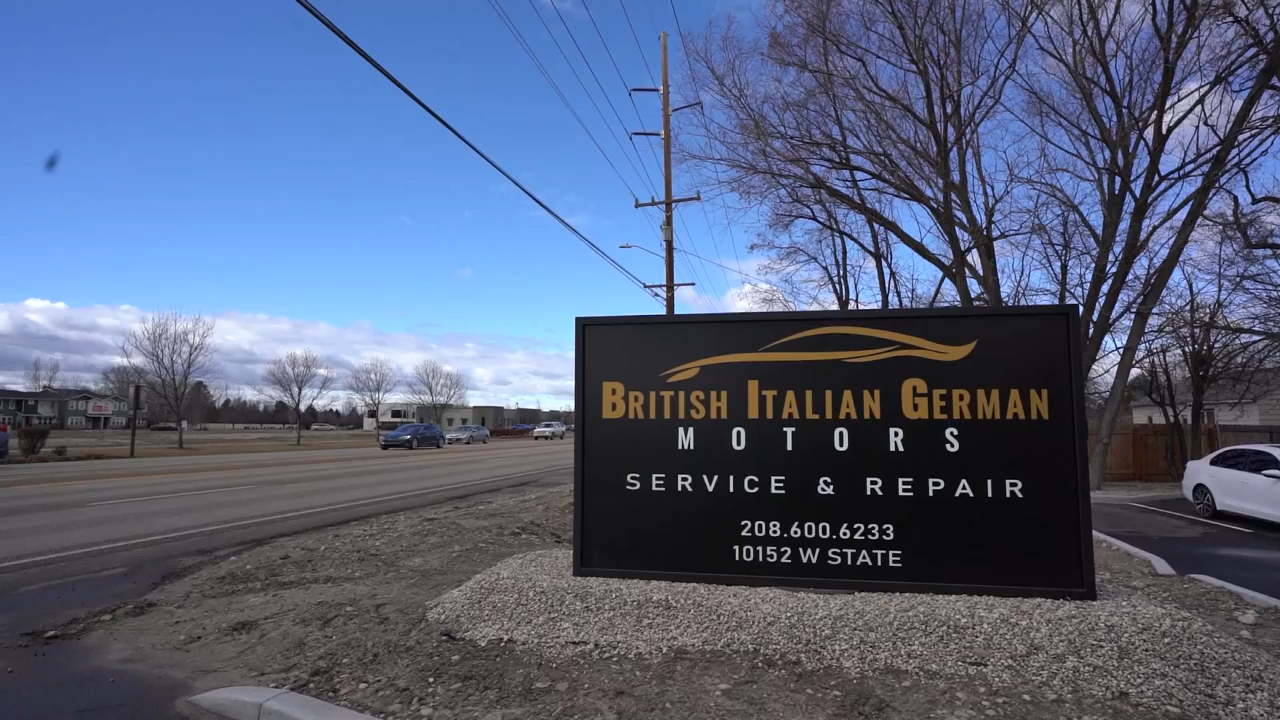 BRITISH ITALIAN GERMAN
MOTORS
SERVICE & REPAIR
208.600.6233
10152 W STATE